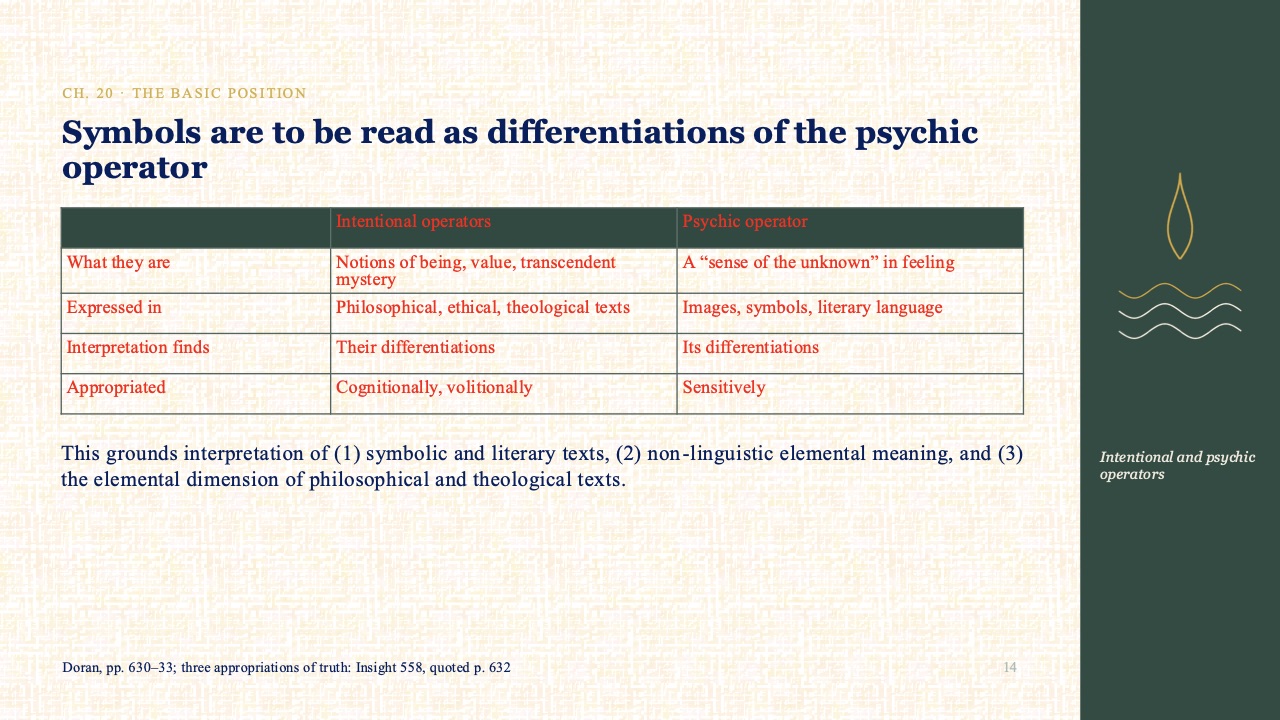 CH. 20 · THE BASIC POSITION
Symbols are to be read as differentiations of the psychic
operator
Intentional operators
Psychic operator
What they are
Notions of being, value, transcendent
mystery
A “sense of the unknown” in feeling
Expressed in
Philosophical, ethical, theological texts
Images, symbols, literary language
Interpretation finds
Their differentiations
Its differentiations
Appropriated
Cognitionally, volitionally
Sensitively
This grounds interpretation of (1) symbolic and literary texts, (2) non-linguistic elemental meaning, and (3)
the elemental dimension of philosophical and theological texts.
Intentional and psychic
operators
Doran, pp. 630–33; three appropriations of truth: Insight 558, quoted p. 632
14